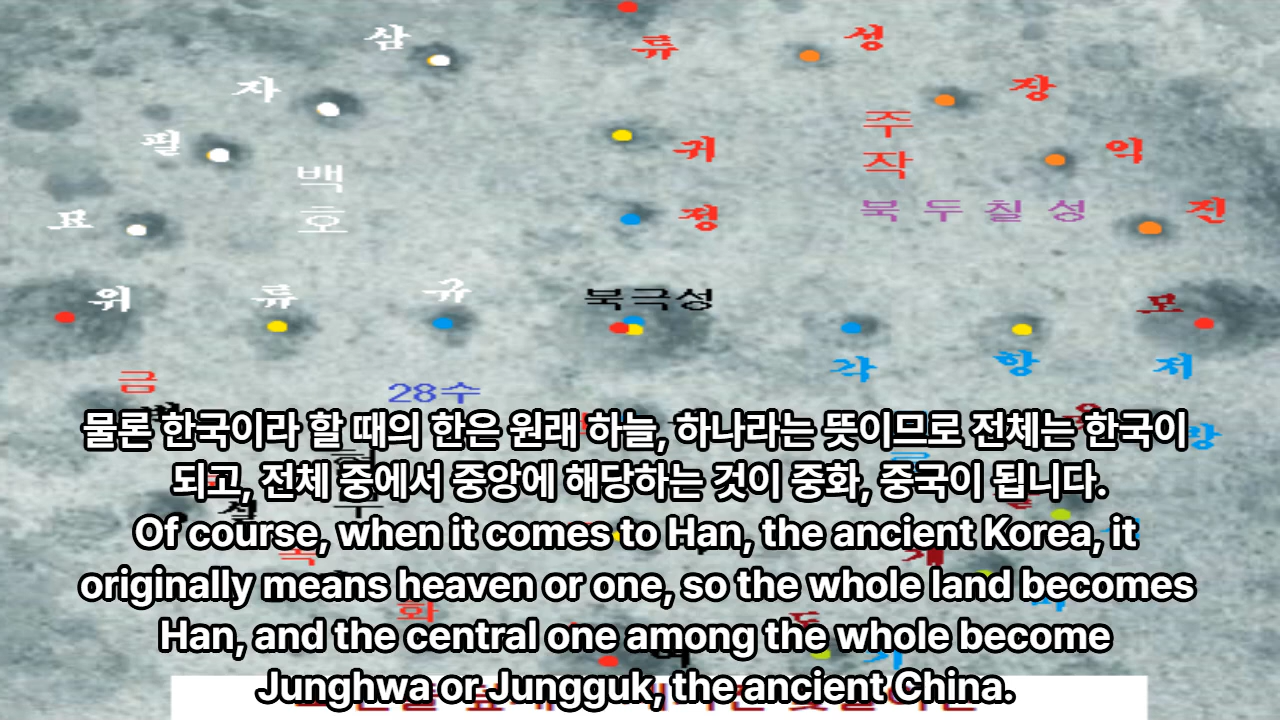 삼
류
성
자
장
주
작
필
귀
익
백
호
묘
정
북두칠성
진
위
류
규
북극성
묘
각
항
저
금
28수
물론 한국이라 할 때의 한은 원래 하늘, 하나라는 뜻이므로 전체는 한국이
되고, 전체 중에서 중앙에 해당하는 것이 중화, 중국이 됩니다.
Of course, when it comes to Han, the ancient Korea, it
originally means heaven or one, so the whole land becomes
Han, and the central one among the whole become
Junghwa or Jungguk, the ancient China.
화